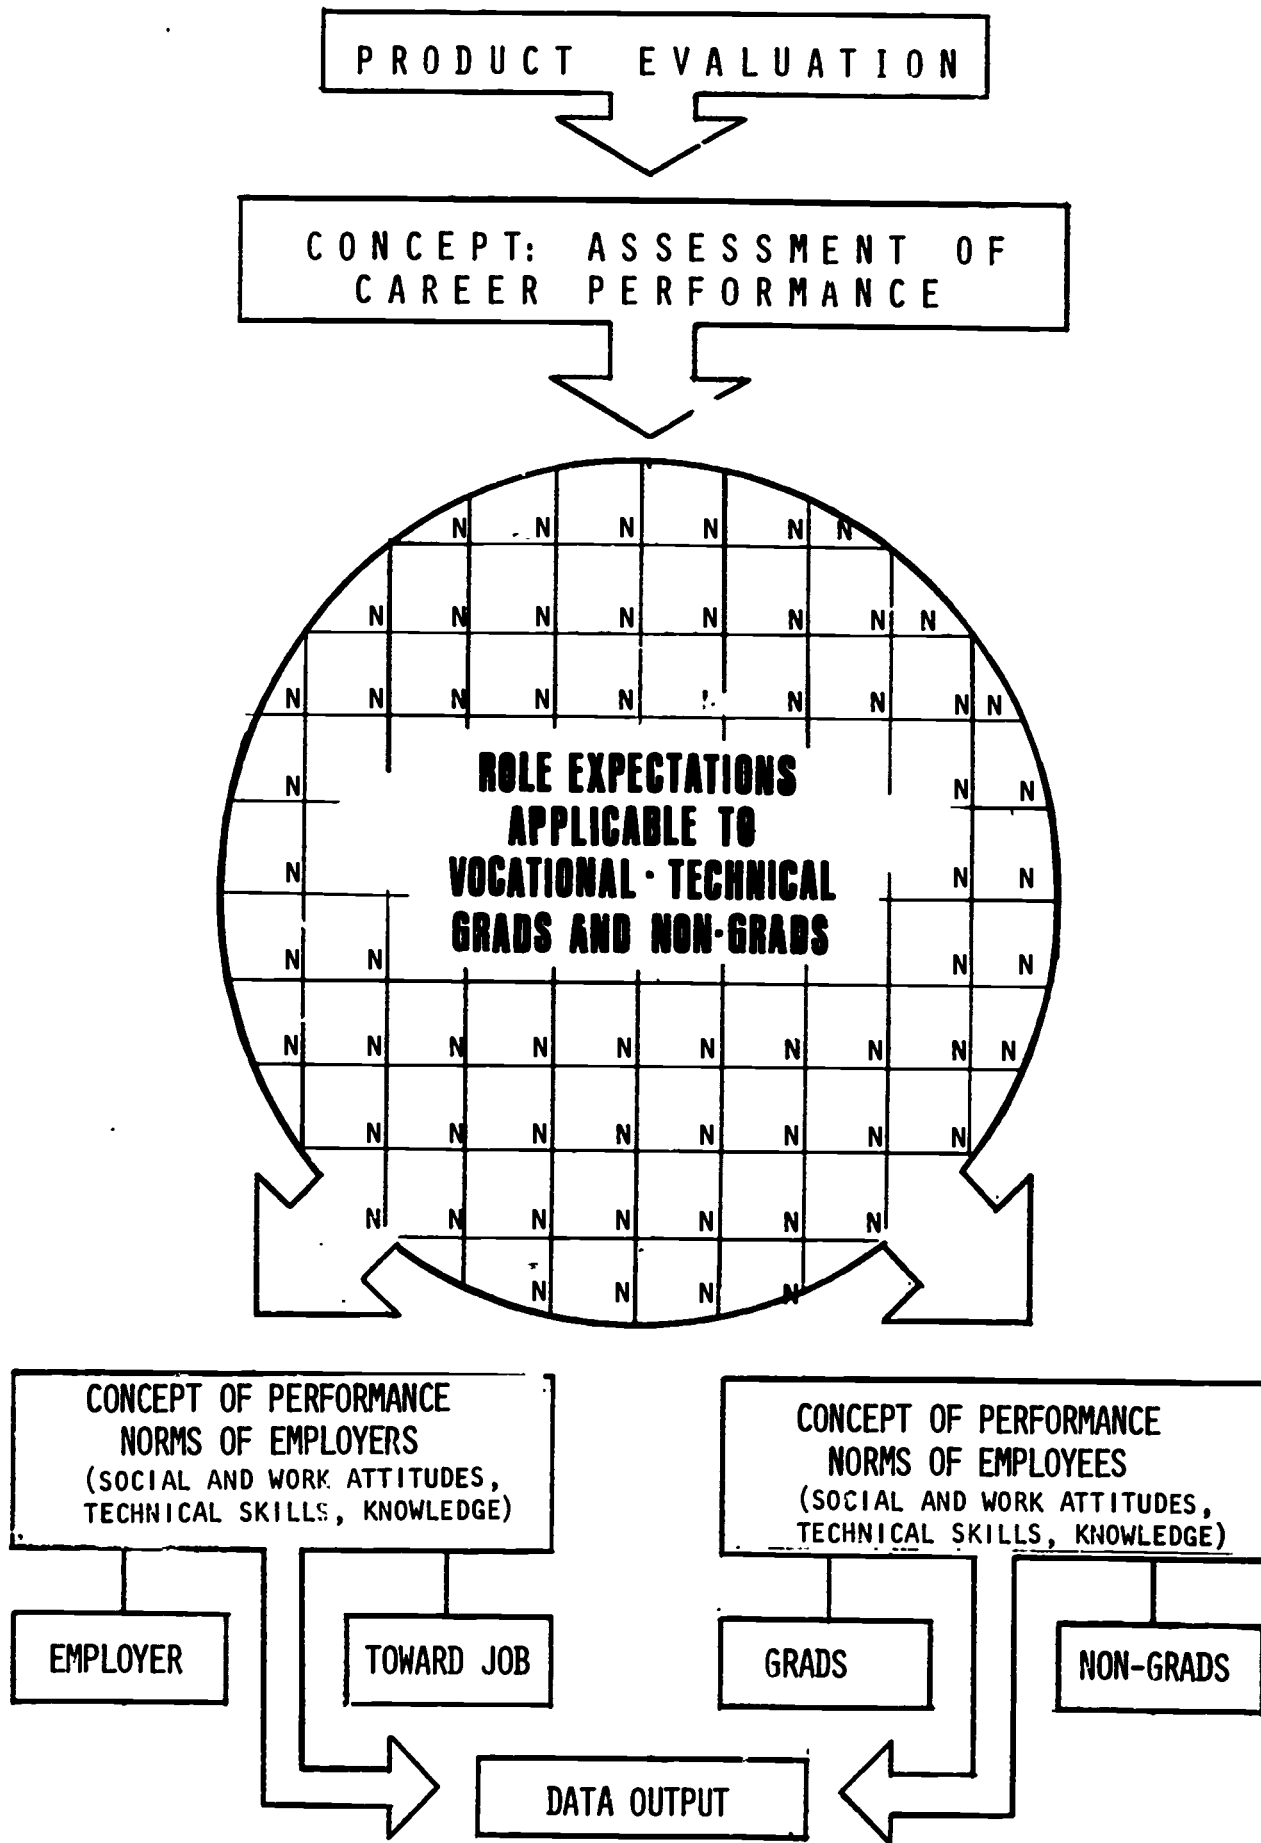 PRODUCT EVALUATION
CONCEPT: ASSESSMENT OF
CAREER PERFORMANCE
N N N N N N
N N N N N N N N
N N N N N N N N N
N
ROLE EXPECTATIONS
N N
APPLICABLE TO
N
VOCATIONAL · TECHNICAL
N N
GRADS AND NON-GRADS
N N N N
N N N N N N N N N N
N N N N N N N N
N N N N N N N
N N N N
CONCEPT OF PERFORMANCE
NORMS OF EMPLOYERS
(SOCIAL AND WORK ATTITUDES,
TECHNICAL SKILLS, KNOWLEDGE)
EMPLOYER
TOWARD JOB
CONCEPT OF PERFORMANCE
NORMS OF EMPLOYEES
(SOCIAL AND WORK ATTITUDES,
TECHNICAL SKILLS, KNOWLEDGE)
GRADS
NON-GRADS
DATA OUTPUT